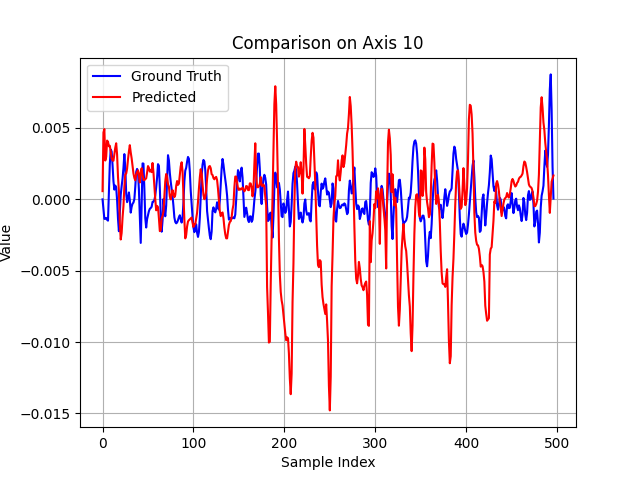 Comparison on Axis 10
Ground Truth
Predicted
0.005
0.000
−0.005
−0.010
−0.015
Value
0
100
200
300
400
500
Sample Index